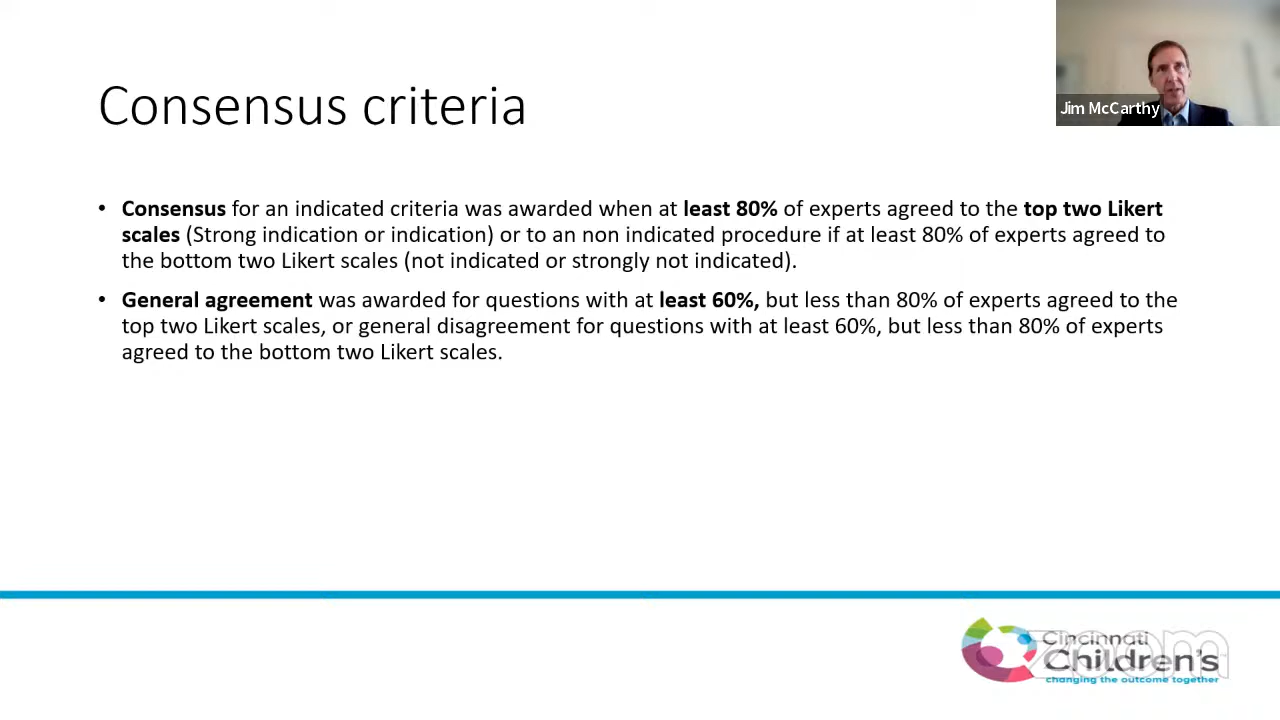 Consensus criteria
Jim McCarthy
• Consensus for an indicated criteria was awarded when at least 80% of experts agreed to the top two Likert
scales (Strong indication or indication) or to an non indicated procedure if at least 80% of experts agreed to
the bottom two Likert scales (not indicated or strongly not indicated).
• General agreement was awarded for questions with at least 60%, but less than 80% of experts agreed to the
top two Likert scales, or general disagreement for questions with at least 60%, but less than 80% of experts
agreed to the bottom two Likert scales.
Cincinnati
Children's
changing the outcome together
zoom